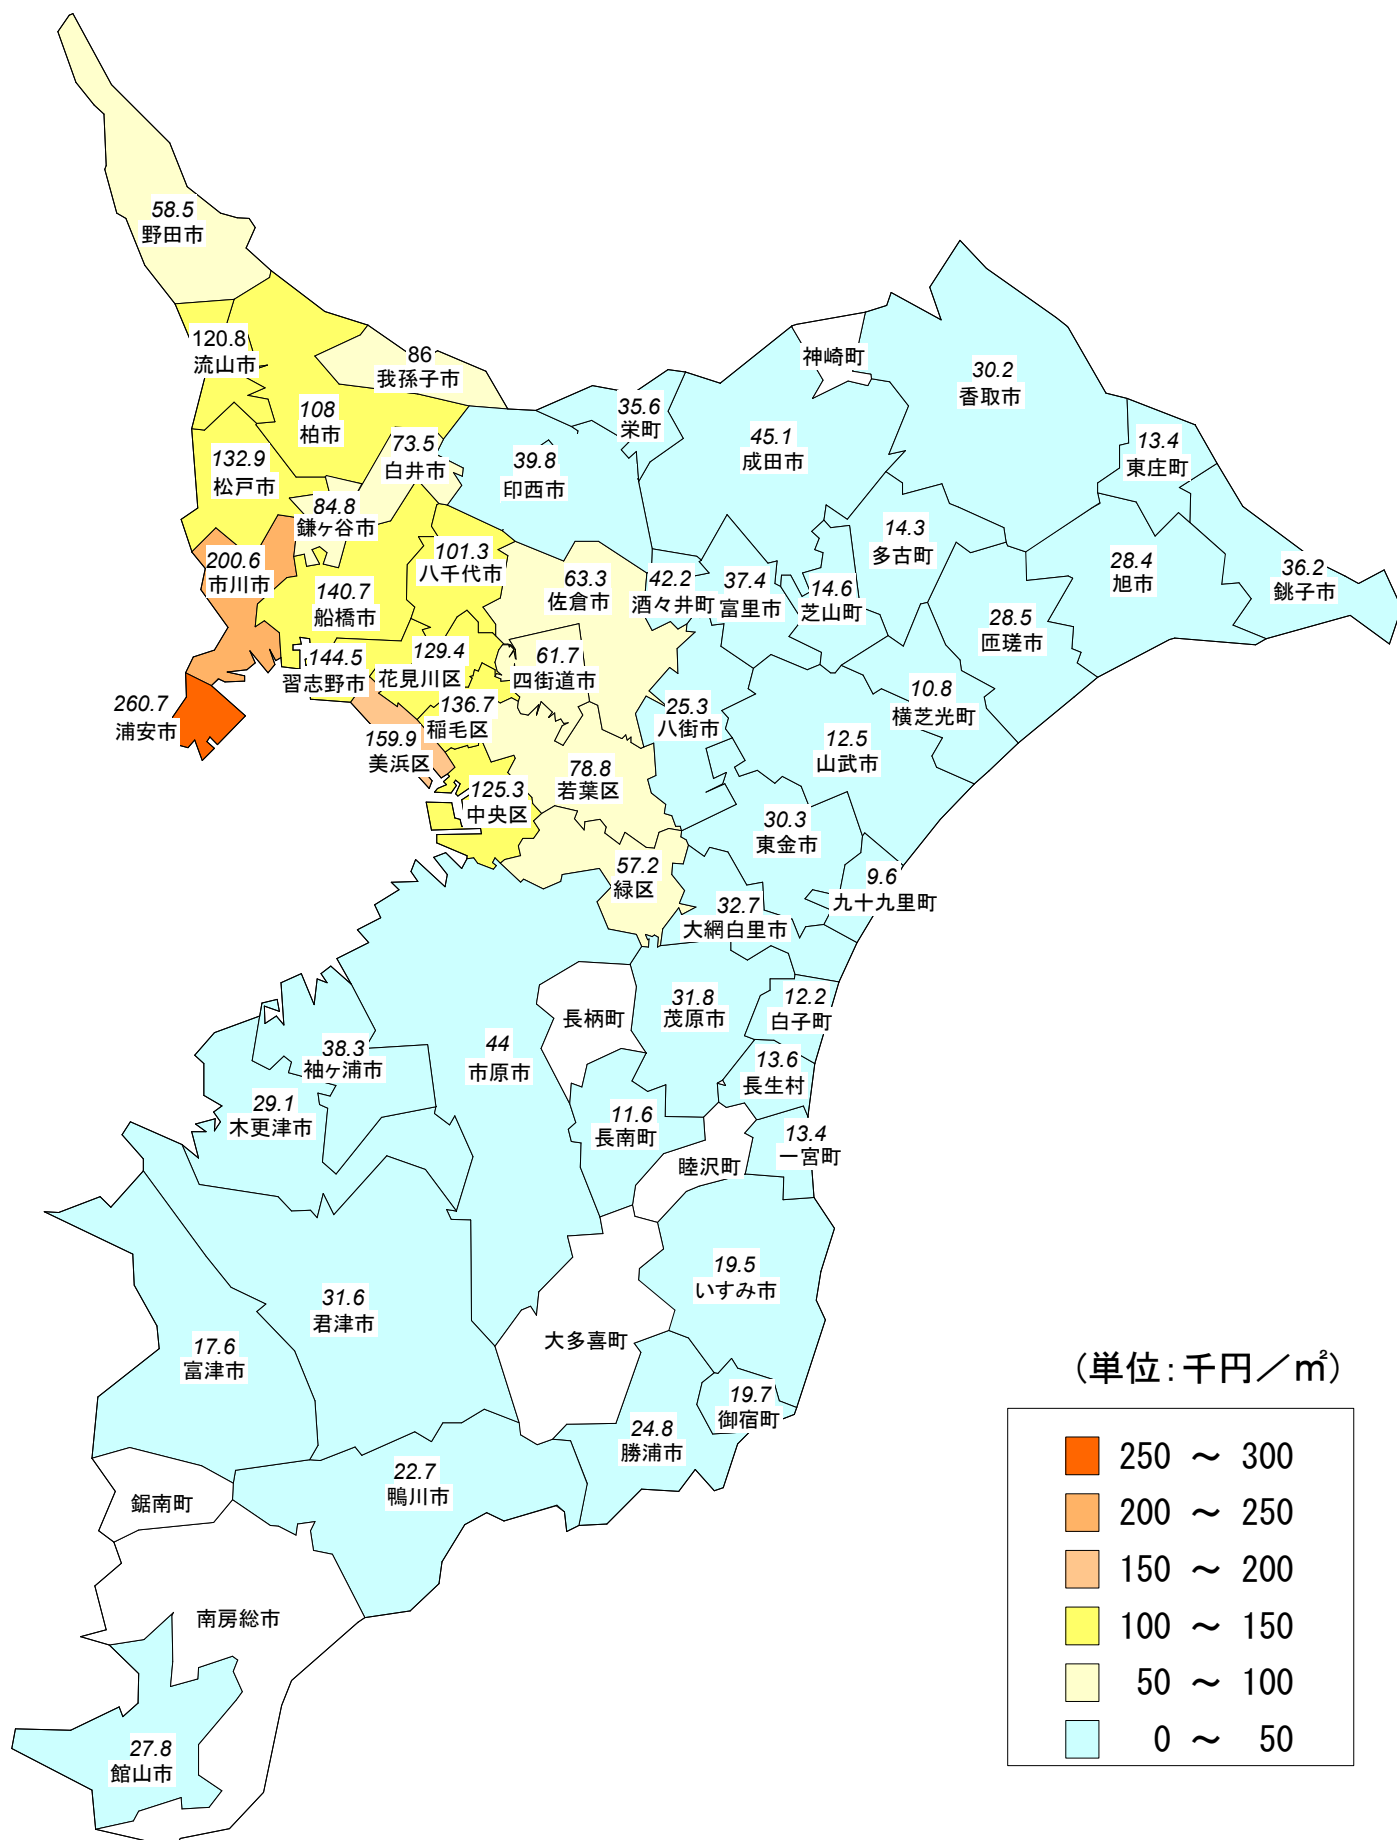 58.5
野田市
120.8
流山市
86
我孫子市
108
柏市
132.9
松戸市
73.5
白井市
84.8
鎌ヶ谷市
200.6
市川市
140.7
船橋市
101.3
八千代市
39.8
印西市
35.6
栄町
45.1
成田市
神崎町
30.2
香取市
13.4
東庄町
36.2
銚子市
28.4
旭市
14.3
多古町
28.5
匝瑳市
14.6
芝山町
37.4
富里市
42.2
酒々井町
63.3
佐倉市
61.7
四街道市
144.5
習志野市
129.4
花見川区
136.7
稲毛区
159.9
美浜区
260.7
浦安市
125.3
中央区
78.8
若葉区
57.2
緑区
25.3
八街市
10.8
横芝光町
12.5
山武市
30.3
東金市
9.6
九十九里町
32.7
大網白里市
12.2
白子町
31.8
茂原市
長柄町
13.6
長生村
13.4
一宮町
11.6
長南町
睦沢町
44
市原市
38.3
袖ヶ浦市
29.1
木更津市
31.6
君津市
17.6
富津市
19.5
いすみ市
大多喜町
19.7
御宿町
24.8
勝浦市
22.7
鴨川市
鋸南町
南房総市
27.8
館山市
(単位:千円／㎡)
250 ～ 300
200 ～ 250
150 ～ 200
100 ～ 150
50 ～ 100
0 ～ 50